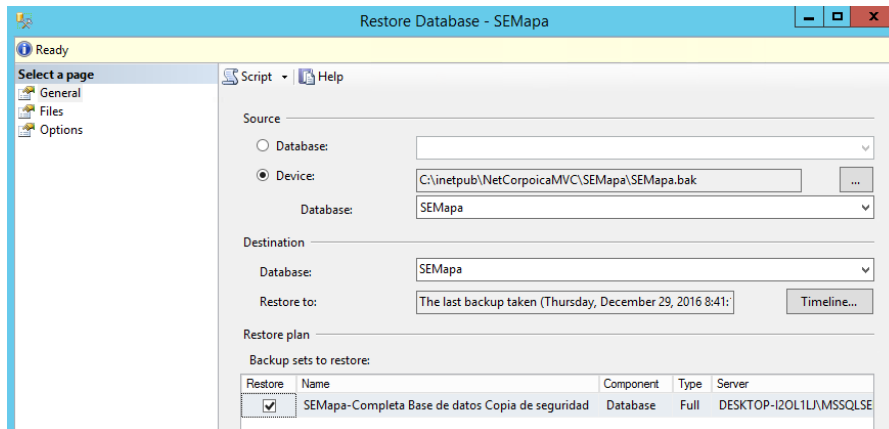 Restore Database - SEMapa
Ready
Select a page
General
Files
Options
Script
Help
Source
Database:
Device:
C:\inetpub\NetCorpoicaMVC\SEMapa\SEMapa.bak
...
Database:
SEMapa
Destination
Database:
SEMapa
Restore to:
The last backup taken (Thursday, December 29, 2016 8:41:
Timeline...
Restore plan
Backup sets to restore:
Restore Name Component Type Server
SEMapa-Completa Base de datos Copia de seguridad Database Full DESKTOP-I2OL1LJ\MSSQLSE